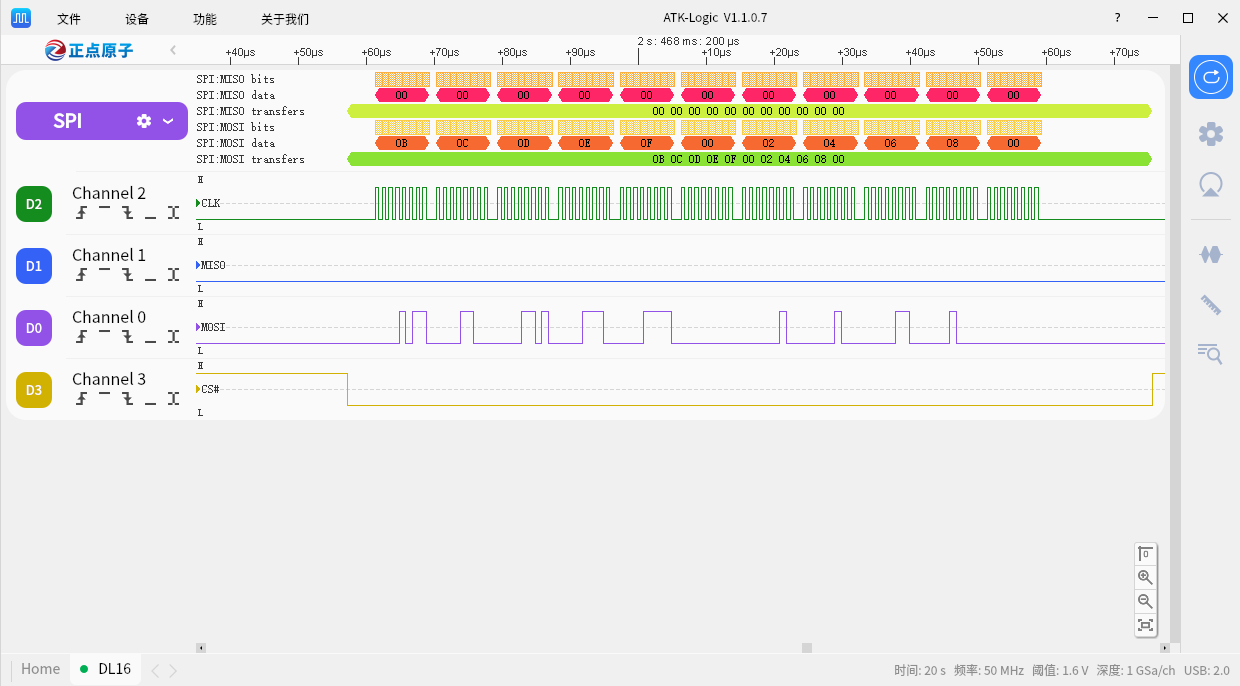 文件 设备 功能 关于我们 ATK-Logic V1.1.0.7 ?
正点原子
2 s : 468 ms : 200 μs
+40μs +50μs +60μs +70μs +80μs +90μs +10μs +20μs +30μs +40μs +50μs +60μs +70μs
SPI
SPI:MISO bits
SPI:MISO data 00 00 00 00 00 00 00 00 00 00 00
SPI:MISO transfers 00 00 00 00 00 00 00 00 00 00 00
SPI:MOSI bits
SPI:MOSI data 0B 0C 0D 0E 0F 00 02 04 06 08 00
SPI:MOSI transfers 0B 0C 0D 0E 0F 00 02 04 06 08 00
D2 Channel 2 H CLK L
D1 Channel 1 H MISO L
D0 Channel 0 H MOSI L
D3 Channel 3 H CS# L
0
Home DL16 时间: 20 s 频率: 50 MHz 阈值: 1.6 V 深度: 1 GSa/ch USB: 2.0